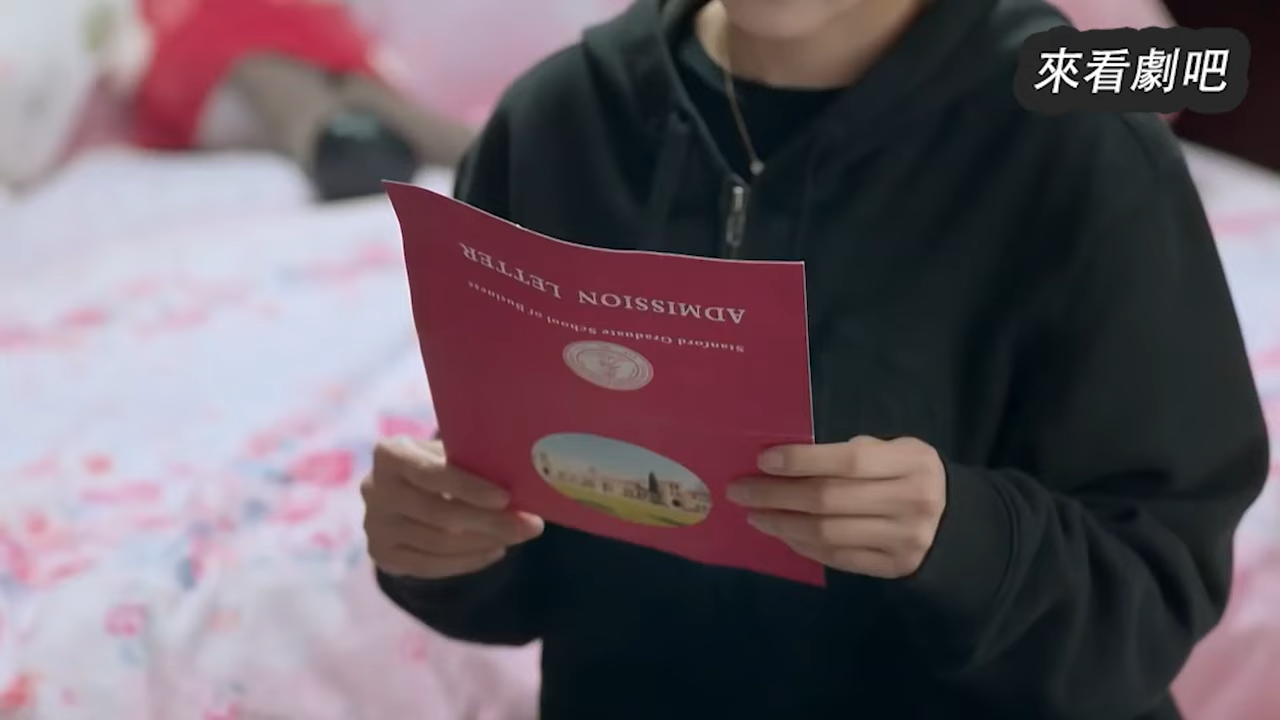 來看劇吧
ADMISSION LETTER
Stanford Graduate School of Business